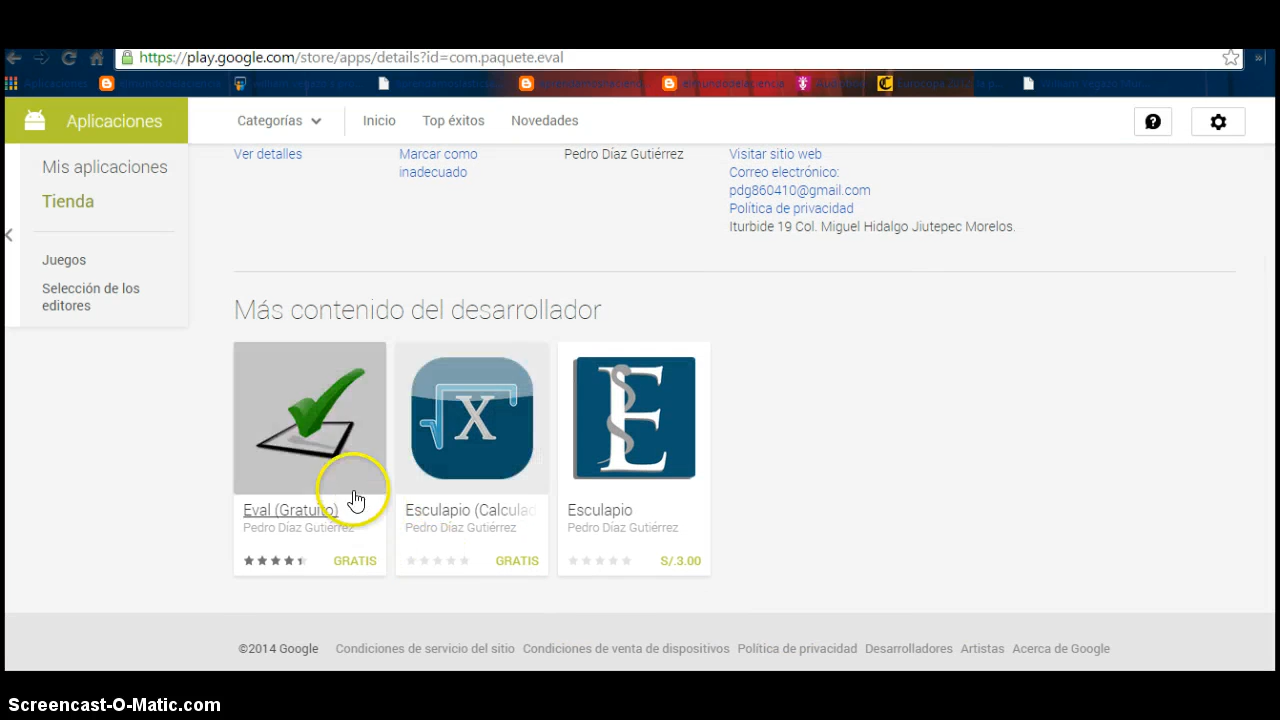 https://play.google.com/store/apps/details?id=com.paquete.eval
Aplicaciones
Aplicaciones
Categorías
Inicio
Top éxitos
Novedades
Mis aplicaciones
Tienda
Juegos
Selección de los
editores
Ver detalles
Marcar como
inadecuado
Pedro Díaz Gutiérrez
Visitar sitio web
Correo electrónico:
pdg860410@gmail.com
Política de privacidad
Iturbide 19 Col. Miguel Hidalgo Jiutepec Morelos.
Más contenido del desarrollador
Eval (Gratuito)
Pedro Díaz Gutiérrez
GRATIS
X
Esculapio (Calculad
Pedro Díaz Gutiérrez
GRATIS
E
Esculapio
Pedro Díaz Gutiérrez
S/.3.00
©2014 Google
Condiciones de servicio del sitio
Condiciones de venta de dispositivos
Política de privacidad
Desarrolladores
Artistas
Acerca de Google
Screencast-O-Matic.com